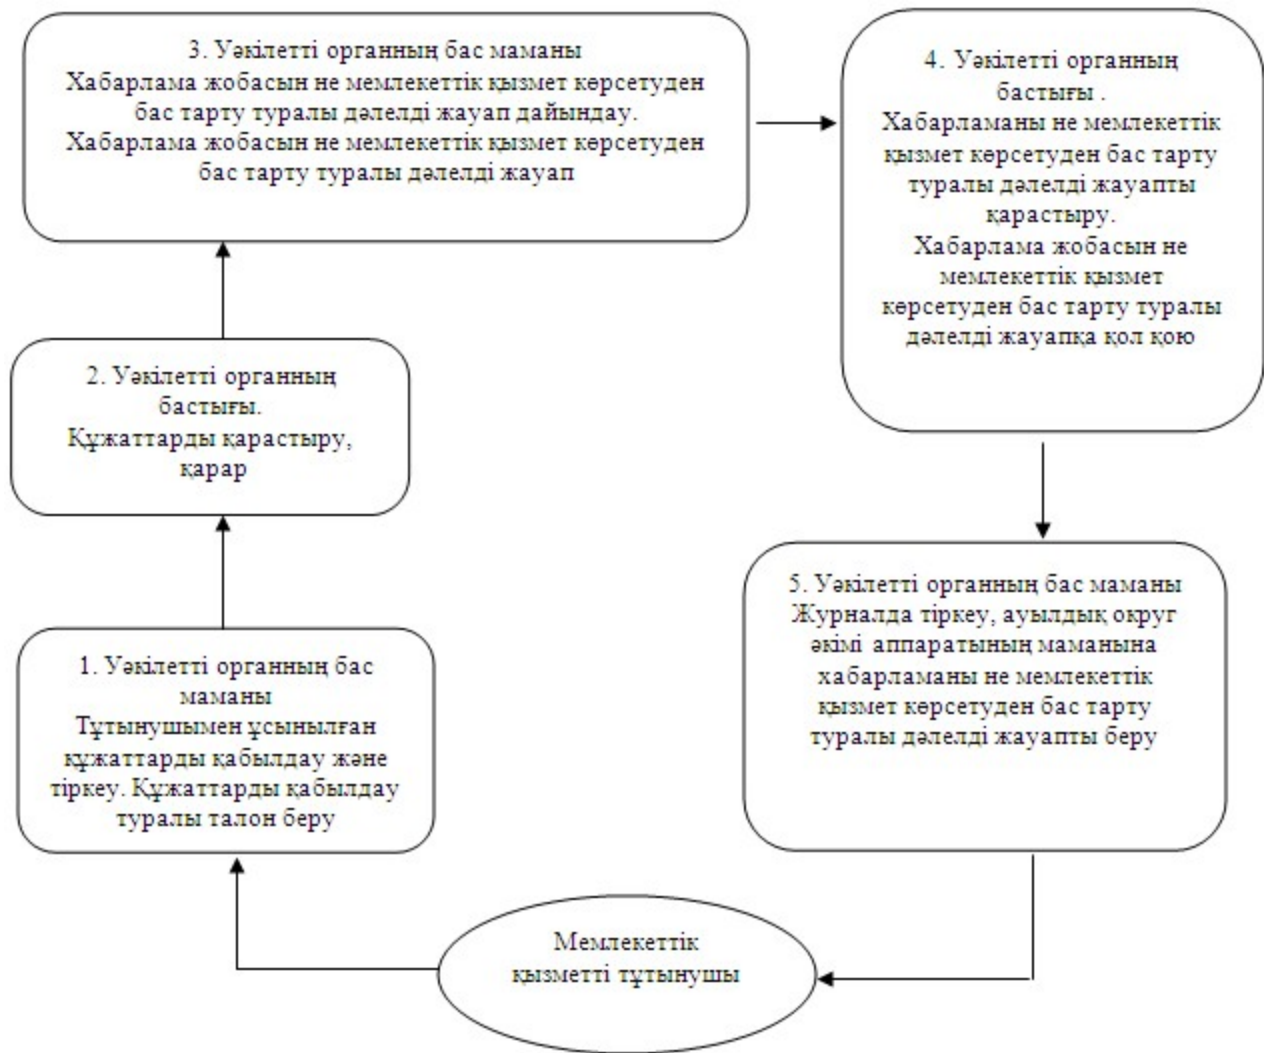 3. Уәкілетті органның бас маманы
Хабарлама жобасын не мемлекеттік қызмет көрсетуден
бас тарту туралы дәлелді жауап дайындау.
Хабарлама жобасын не мемлекеттік қызмет көрсетуден
бас тарту туралы дәлелді жауап
4. Уәкілетті органның
бастығы .
Хабарламаны не мемлекеттік
қызмет көрсетуден бас тарту
туралы дәлелді жауапты
қарастыру.
Хабарлама жобасын не
мемлекеттік қызмет
көрсетуден бас тарту туралы
дәлелді жауапқа қол қою
2. Уәкілетті органның
бастығы.
Құжаттарды қарастыру,
қарар
5. Уәкілетті органның бас маманы
Журналда тіркеу, ауылдық округ
әкімі аппаратының маманына
хабарламаны не мемлекеттік
қызмет көрсетуден бас тарту
туралы дәлелді жауапты беру
1. Уәкілетті органның бас
маманы
Тұтынушымен ұсынылған
құжаттарды қабылдау және
тіркеу. Құжаттарды қабылдау
туралы талон беру
Мемлекеттік
қызметті тұтынушы